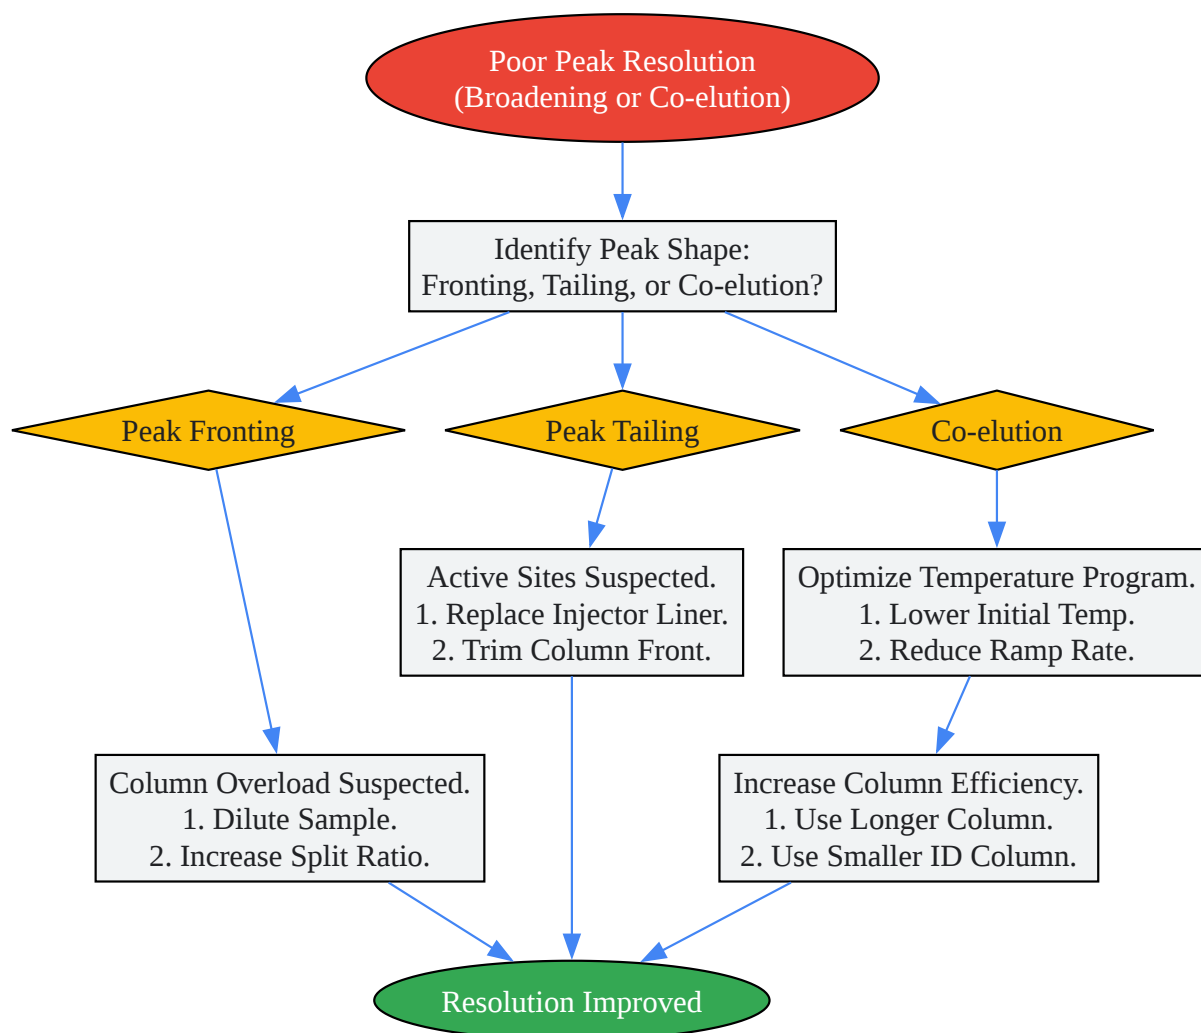 Poor Peak Resolution
(Broadening or Co-elution)
Identify Peak Shape:
Fronting, Tailing, or Co-elution?
Peak Fronting
Peak Tailing
Co-elution
Active Sites Suspected.
1. Replace Injector Liner.
2. Trim Column Front.
Optimize Temperature Program.
1. Lower Initial Temp.
2. Reduce Ramp Rate.
Column Overload Suspected.
1. Dilute Sample.
2. Increase Split Ratio.
Increase Column Efficiency.
1. Use Longer Column.
2. Use Smaller ID Column.
Resolution Improved